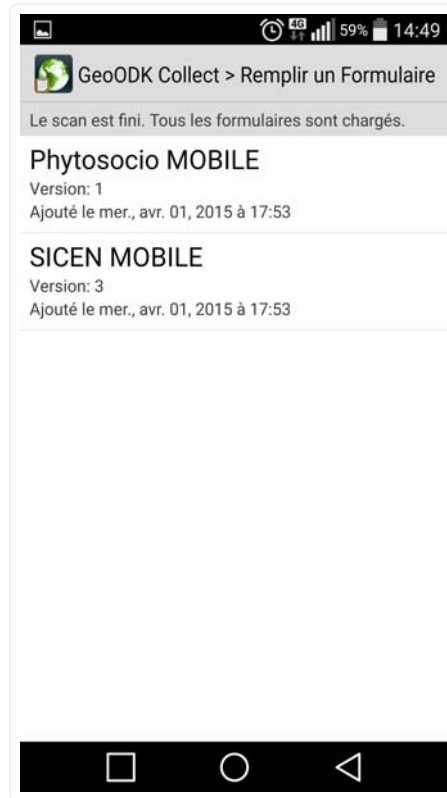 4G 59% 14:49
GeoODK Collect > Remplir un Formulaire
Le scan est fini. Tous les formulaires sont chargés.
Phytosocio MOBILE
Version: 1
Ajouté le mer., avr. 01, 2015 à 17:53
SICEN MOBILE
Version: 3
Ajouté le mer., avr. 01, 2015 à 17:53